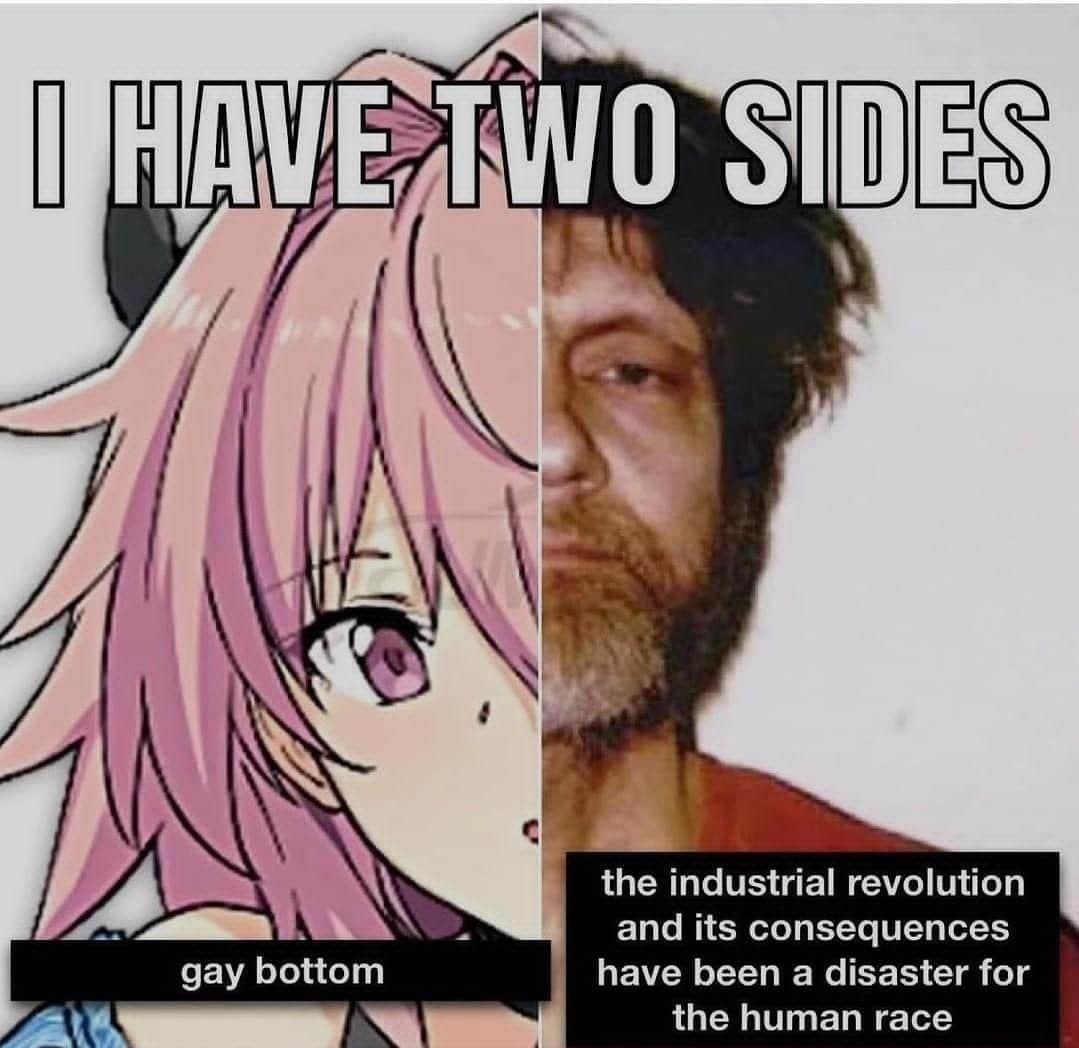 I HAVE TWO SIDES
gay bottom
the industrial revolution
and its consequences
have been a disaster for
the human race